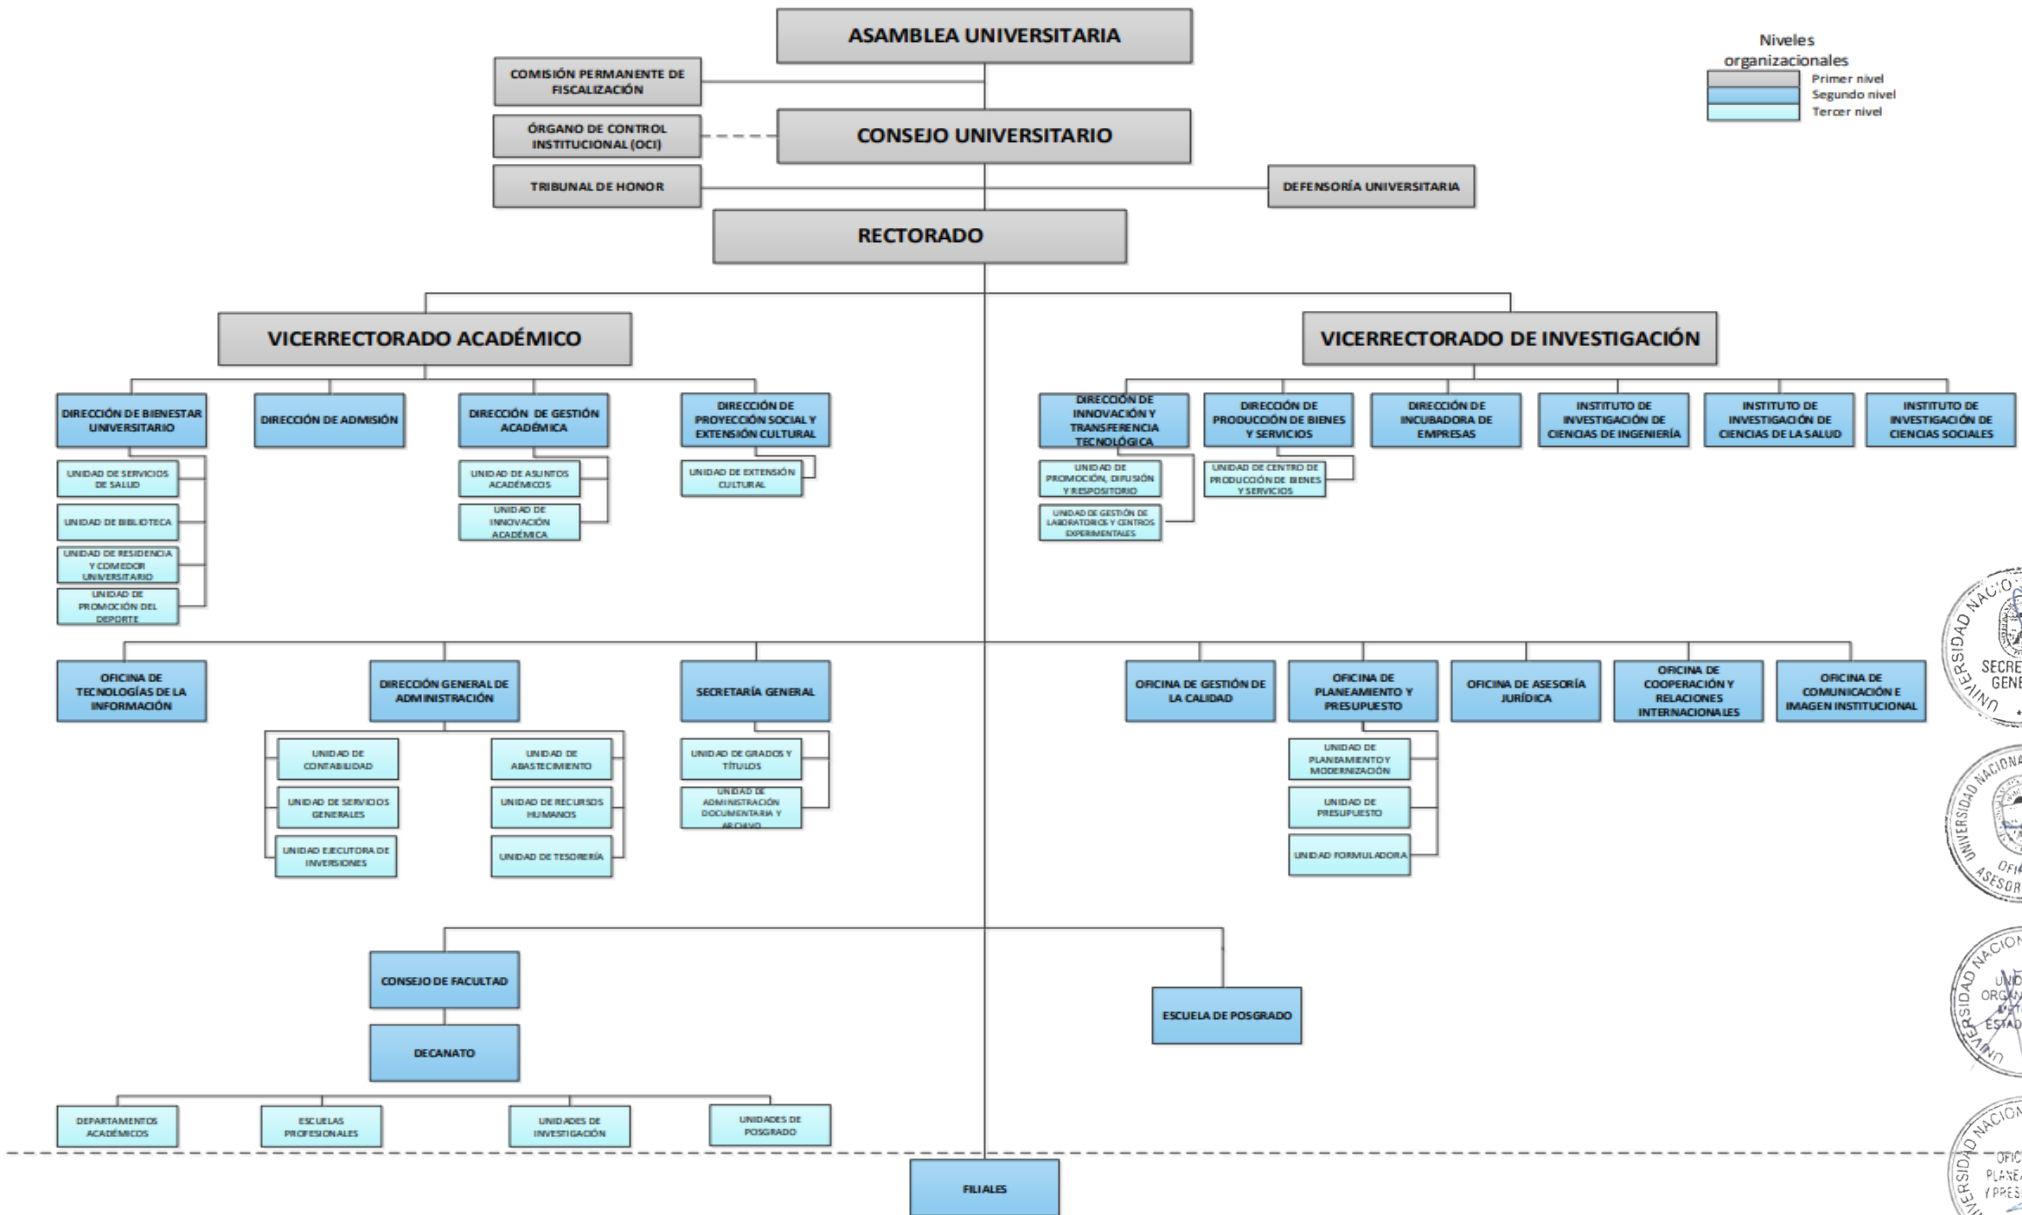 ASAMBLEA UNIVERSITARIA
Niveles
organizacionales
Primer nivel
Segundo nivel
Tercer nivel
COMISIÓN PERMANENTE DE
FISCALIZACIÓN
ÓRGANO DE CONTROL
INSTITUCIONAL (OCI)
CONSEJO UNIVERSITARIO
TRIBUNAL DE HONOR
DEFENSORÍA UNIVERSITARIA
RECTORADO
VICERRECTORADO ACADÉMICO
VICERRECTORADO DE INVESTIGACIÓN
DIRECCIÓN DE BIENESTAR
UNIVERSITARIO
DIRECCIÓN DE ADMISIÓN
DIRECCIÓN DE GESTIÓN
ACADÉMICA
DIRECCIÓN DE
PROYECCIÓN SOCIAL Y
EXTENSIÓN CULTURAL
DIRECCIÓN DE
INNOVACIÓN Y
TRANSFERENCIA
TECNOLÓGICA
DIRECCIÓN DE
PRODUCCIÓN DE BIENES
Y SERVICIOS
DIRECCIÓN DE
INCUBADORA DE
EMPRESAS
INSTITUTO DE
INVESTIGACIÓN DE
CIENCIAS DE INGENIERÍA
INSTITUTO DE
INVESTIGACIÓN DE
CIENCIAS DE LA SALUD
INSTITUTO DE
INVESTIGACIÓN DE
CIENCIAS SOCIALES
UNIDAD DE SERVICIOS
DE SALUD
UNIDAD DE BIBLIOTECA
UNIDAD DE RESIDENCIA
Y COMEDOR
UNIVERSITARIO
UNIDAD DE
PROMOCIÓN DEL
DEPORTE
UNIDAD DE ASUNTOS
ACADÉMICOS
UNIDAD DE
INNOVACIÓN
ACADÉMICA
UNIDAD DE EXTENSIÓN
CULTURAL
UNIDAD DE
PROMOCIÓN, DIFUSIÓN
Y RESPOSITORIO
UNIDAD DE GESTIÓN DE
LABORATORIOS Y CENTROS
EXPERIMENTALES
UNIDAD DE CENTRO DE
PRODUCCIÓN DE BIENES
Y SERVICIOS
OFICINA DE
TECNOLOGÍAS DE LA
INFORMACIÓN
DIRECCIÓN GENERAL DE
ADMINISTRACIÓN
SECRETARÍA GENERAL
OFICINA DE GESTIÓN DE
LA CALIDAD
OFICINA DE
PLANEAMIENTO Y
PRESUPUESTO
OFICINA DE ASESORÍA
JURÍDICA
OFICINA DE
COOPERACIÓN Y
RELACIONES
INTERNACIONALES
OFICINA DE
COMUNICACIÓN E
IMAGEN INSTITUCIONAL
UNIDAD DE
CONTABILIDAD
UNIDAD DE SERVICIOS
GENERALES
UNIDAD EJECUTORA DE
INVERSIONES
UNIDAD DE
ABASTECIMIENTO
UNIDAD DE RECURSOS
HUMANOS
UNIDAD DE TESORERÍA
UNIDAD DE GRADOS Y
TÍTULOS
UNIDAD DE
ADMINISTRACIÓN
DOCUMENTARIA Y
ARCHIVO
UNIDAD DE
PLANEAMIENTO Y
MODERNIZACIÓN
UNIDAD DE
PRESUPUESTO
UNIDAD FORMULADORA
CONSEJO DE FACULTAD
DECANATO
ESCUELA DE POSGRADO
DEPARTAMENTOS
ACADÉMICOS
ESCUELAS
PROFESIONALES
UNIDADES DE
INVESTIGACIÓN
UNIDADES DE
POSGRADO
FILIALES
UNIVERSIDAD
UNIVERSIDAD NACIONAL
UNIVERSIDAD